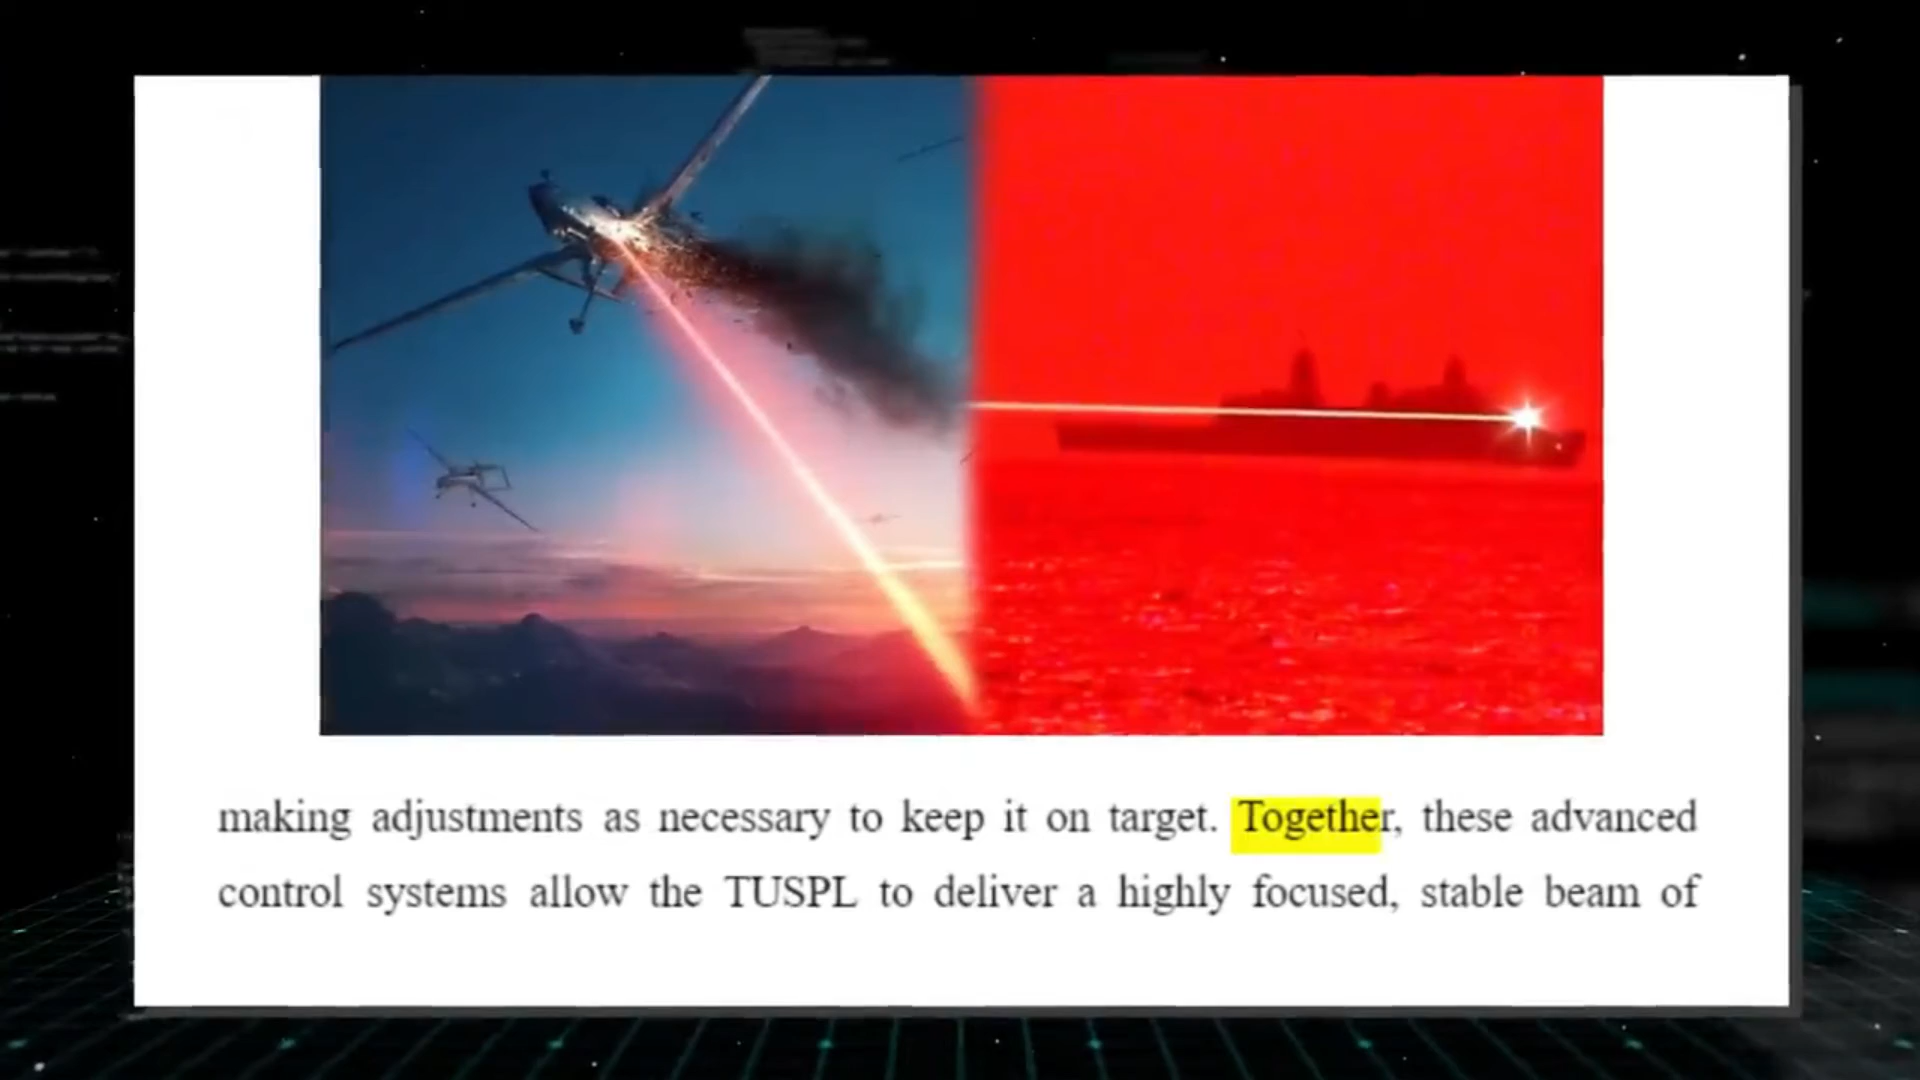 making adjustments as necessary to keep it on target. Together, these advanced
control systems allow the TUSPL to deliver a highly focused, stable beam of